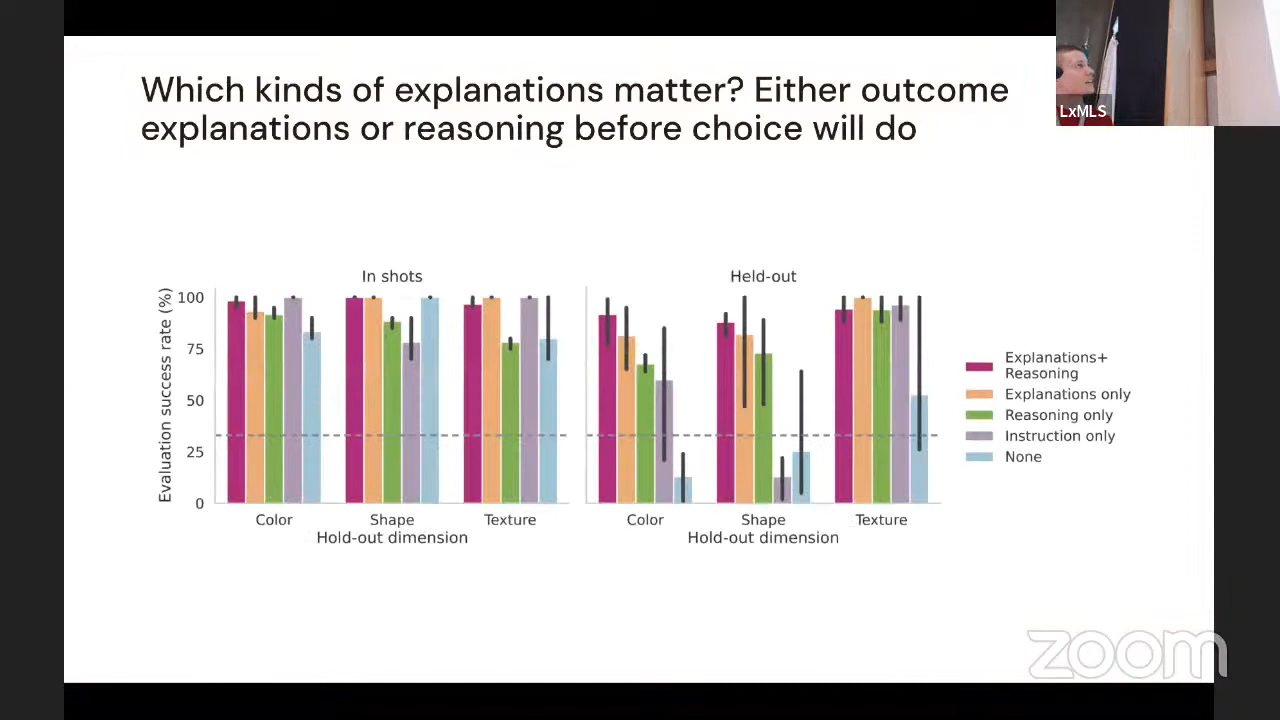 Which kinds of explanations matter? Either outcome
explanations or reasoning before choice will do
LxMLS
In shots
Held-out
Evaluation success rate (%)
100
75
50
25
0
Color
Shape
Texture
Hold-out dimension
Color
Shape
Texture
Hold-out dimension
Explanations+
Reasoning
Explanations only
Reasoning only
Instruction only
None
zoom